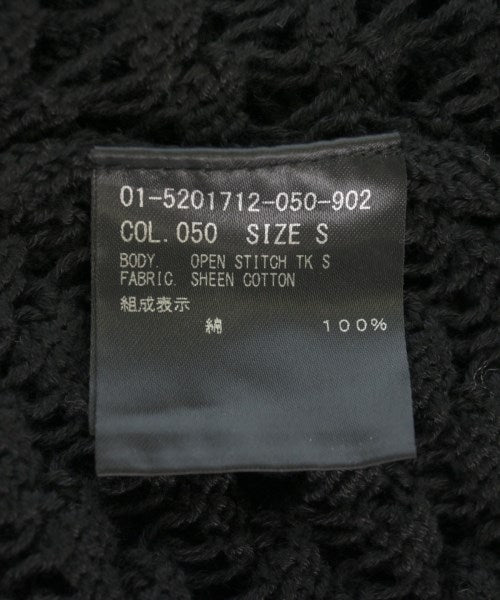 01-5201712-050-902
COL.050 SIZE S
BODY. OPEN STITCH TK S
FABRIC. SHEEN COTTON
組成表示
綿 100%